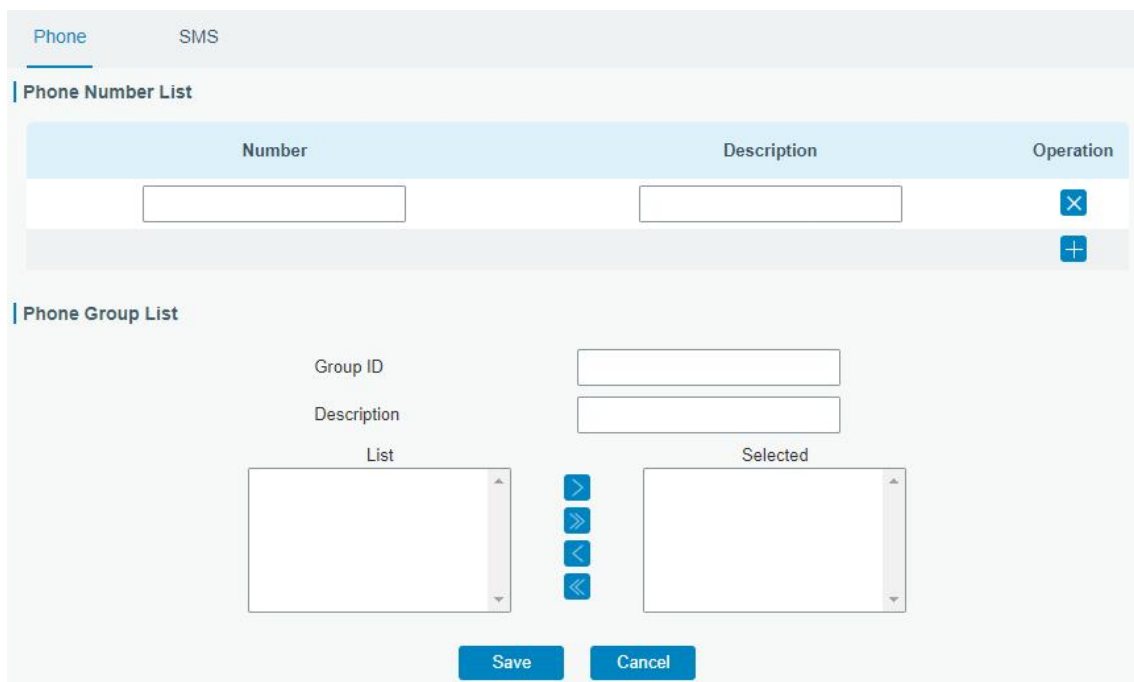 Phone SMS
Phone Number List
Number Description Operation
Phone Group List
Group ID
Description
List Selected
Save Cancel